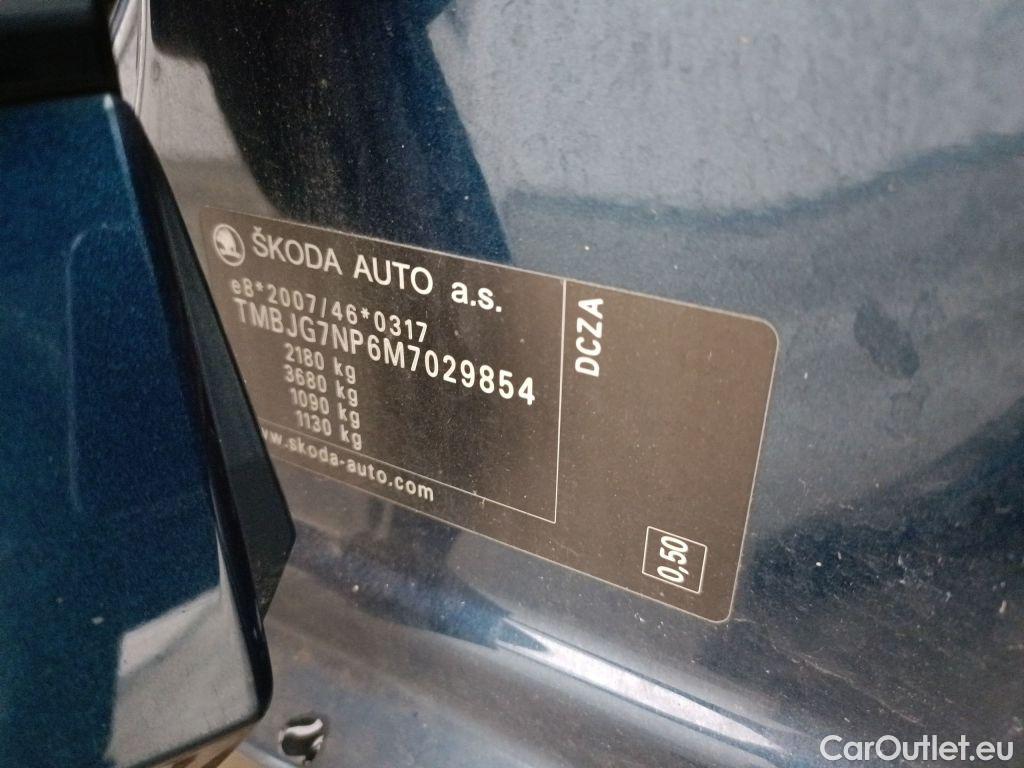 ŠKODA AUTO a.s.
e8*2007/46*0317
TMBJG7NP6M7029854
2180 kg
3680 kg
1090 kg
1130 kg
www.skoda-auto.com
DCZA
0,50
CarOutlet.eu